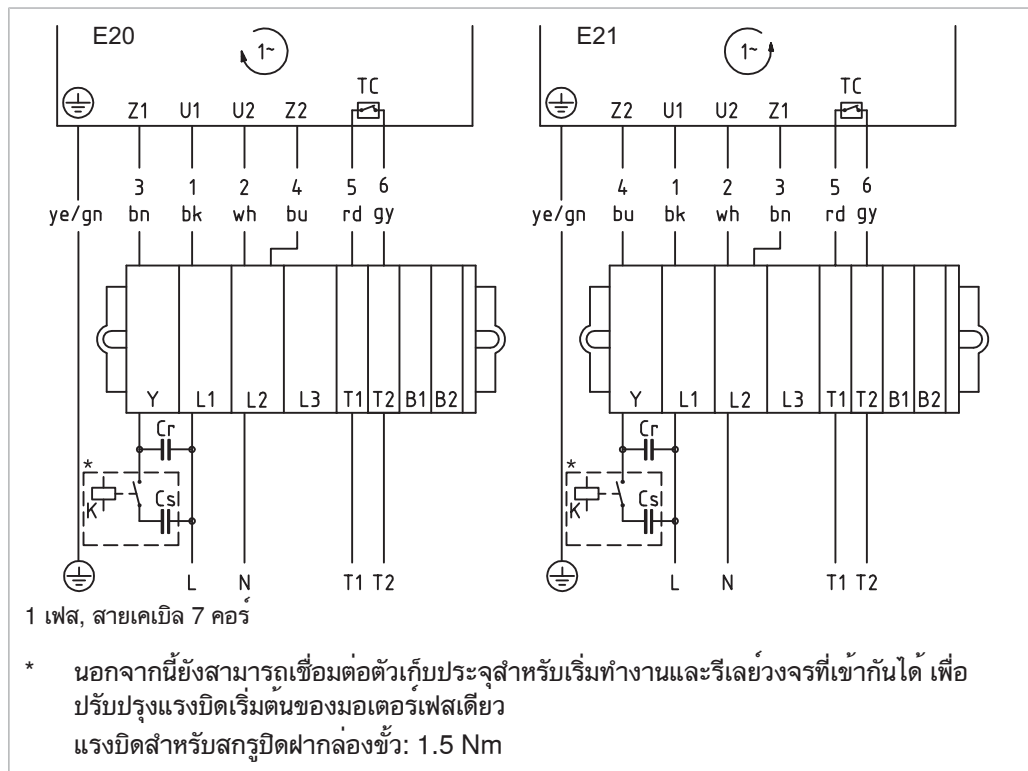 E20 1~ E21 1~
TC TC
Z1 U1 U2 Z2 Z2 U1 U2 Z1
3 1 2 4 5 6 4 1 2 3 5 6
ye/gn bn bk wh bu rd gy ye/gn bu bk wh bn rd gy
Y L1 L2 L3 T1 T2 B1 B2 Y L1 L2 L3 T1 T2 B1 B2
Cr Cr
* *
K Cs K Cs
L N T1 T2 L N T1 T2
1 เฟส, สายเคเบิล 7 คอร์
* นอกจากนี้ยังสามารถเชื่อมต่อตัวเก็บประจุสำหรับเริ่มทำงานและรีเลย์วงจรที่เข้ากันได้ เพื่อ
ปรับปรุงแรงบิดเริ่มต้นของมอเตอร์เฟสเดียว
แรงบิดสำหรับสกรูปิดฝากล่องขั้ว: 1.5 Nm